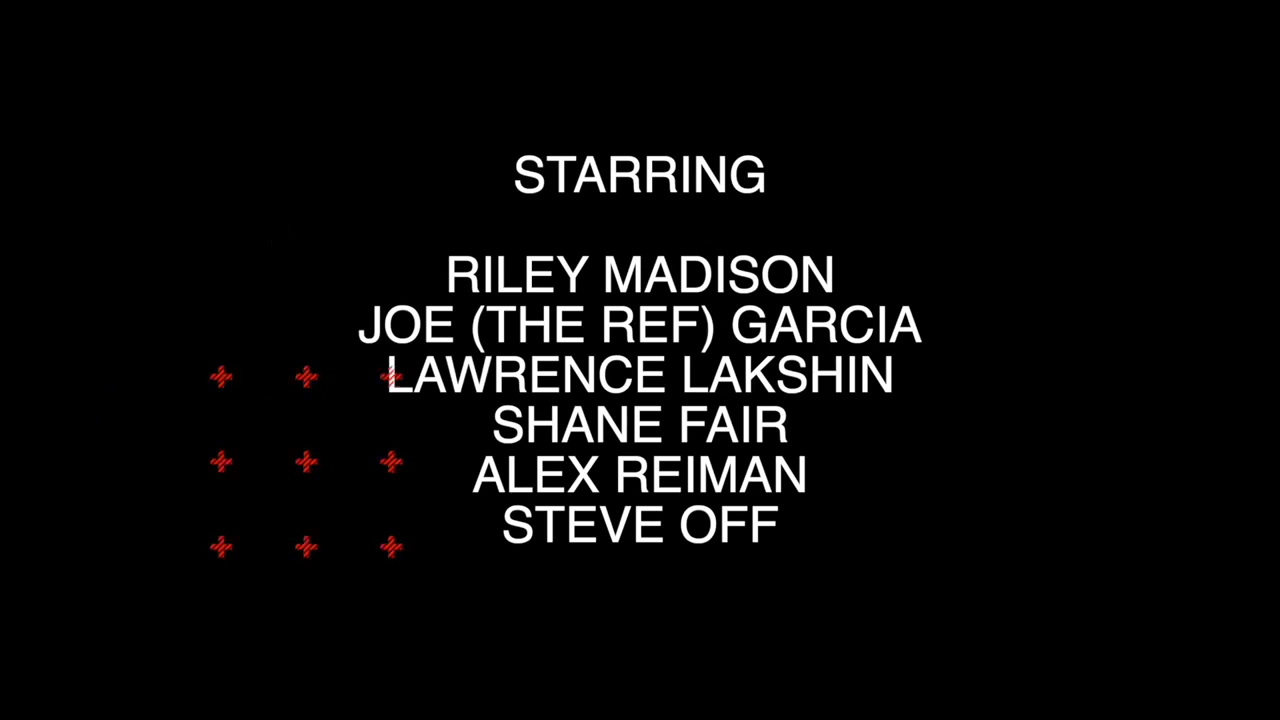 STARRING
RILEY MADISON
JOE (THE REF) GARCIA
LAWRENCE LAKSHIN
SHANE FAIR
ALEX REIMAN
STEVE OFF